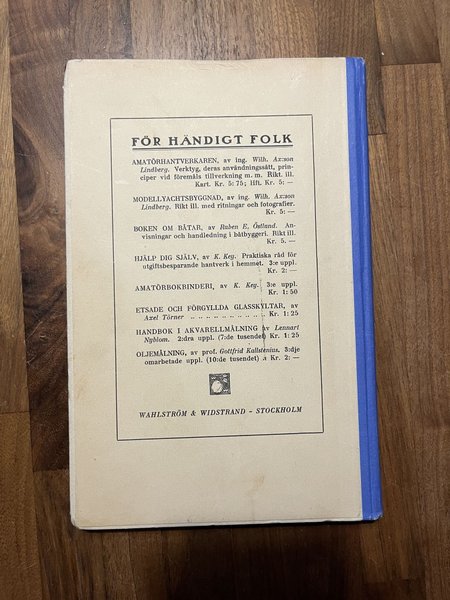 FÖR HÄNDIGT FOLK
AMATÖRHANTVERKAREN, av ing. Wilh. Ax:son
Lindberg. Verktyg, deras användningssätt, prin-
ciper vid föremåls tillverkning m. m. Rikt. ill.
Kart. Kr. 5: 75; Hft. Kr. 5: —
MODELLYACHTSBYGGNAD, av ing. Wilh. Ax:son
Lindberg. Rikt ill. med ritningar och fotografier.
Kr. 5: —
BOKEN OM BÅTAR, av Ruben E. Östlund. An-
visningar och handledning i båtbyggeri. Rikt ill.
Kr. 5. —
HJÄLP DIG SJÄLV, av K. Key. Praktiska råd för
utgiftsbesparande hantverk i hemmet. 3:e uppl.
Kr. 2: —
AMATÖRBOKBINDERI, av K. Key. 3:e uppl.
Kr. 1: 50
ETSADE OCH FÖRGYLLDA GLASSKYLTAR, av
Axel Törner . . . . . . . . . . . . . . . . Kr. 1: 25
HANDBOK I AKVARELLMÅLNING av Lennart
Nyblom. 2:dra uppl. (7:de tusendet) Kr. 1: 25
OLJEMÅLNING, av prof. Gottfrid Kallstenius. 3:dje
omarbetade uppl. (10:de tusendet) à Kr. 2: —
WAHLSTRÖM & WIDSTRAND - STOCKHOLM